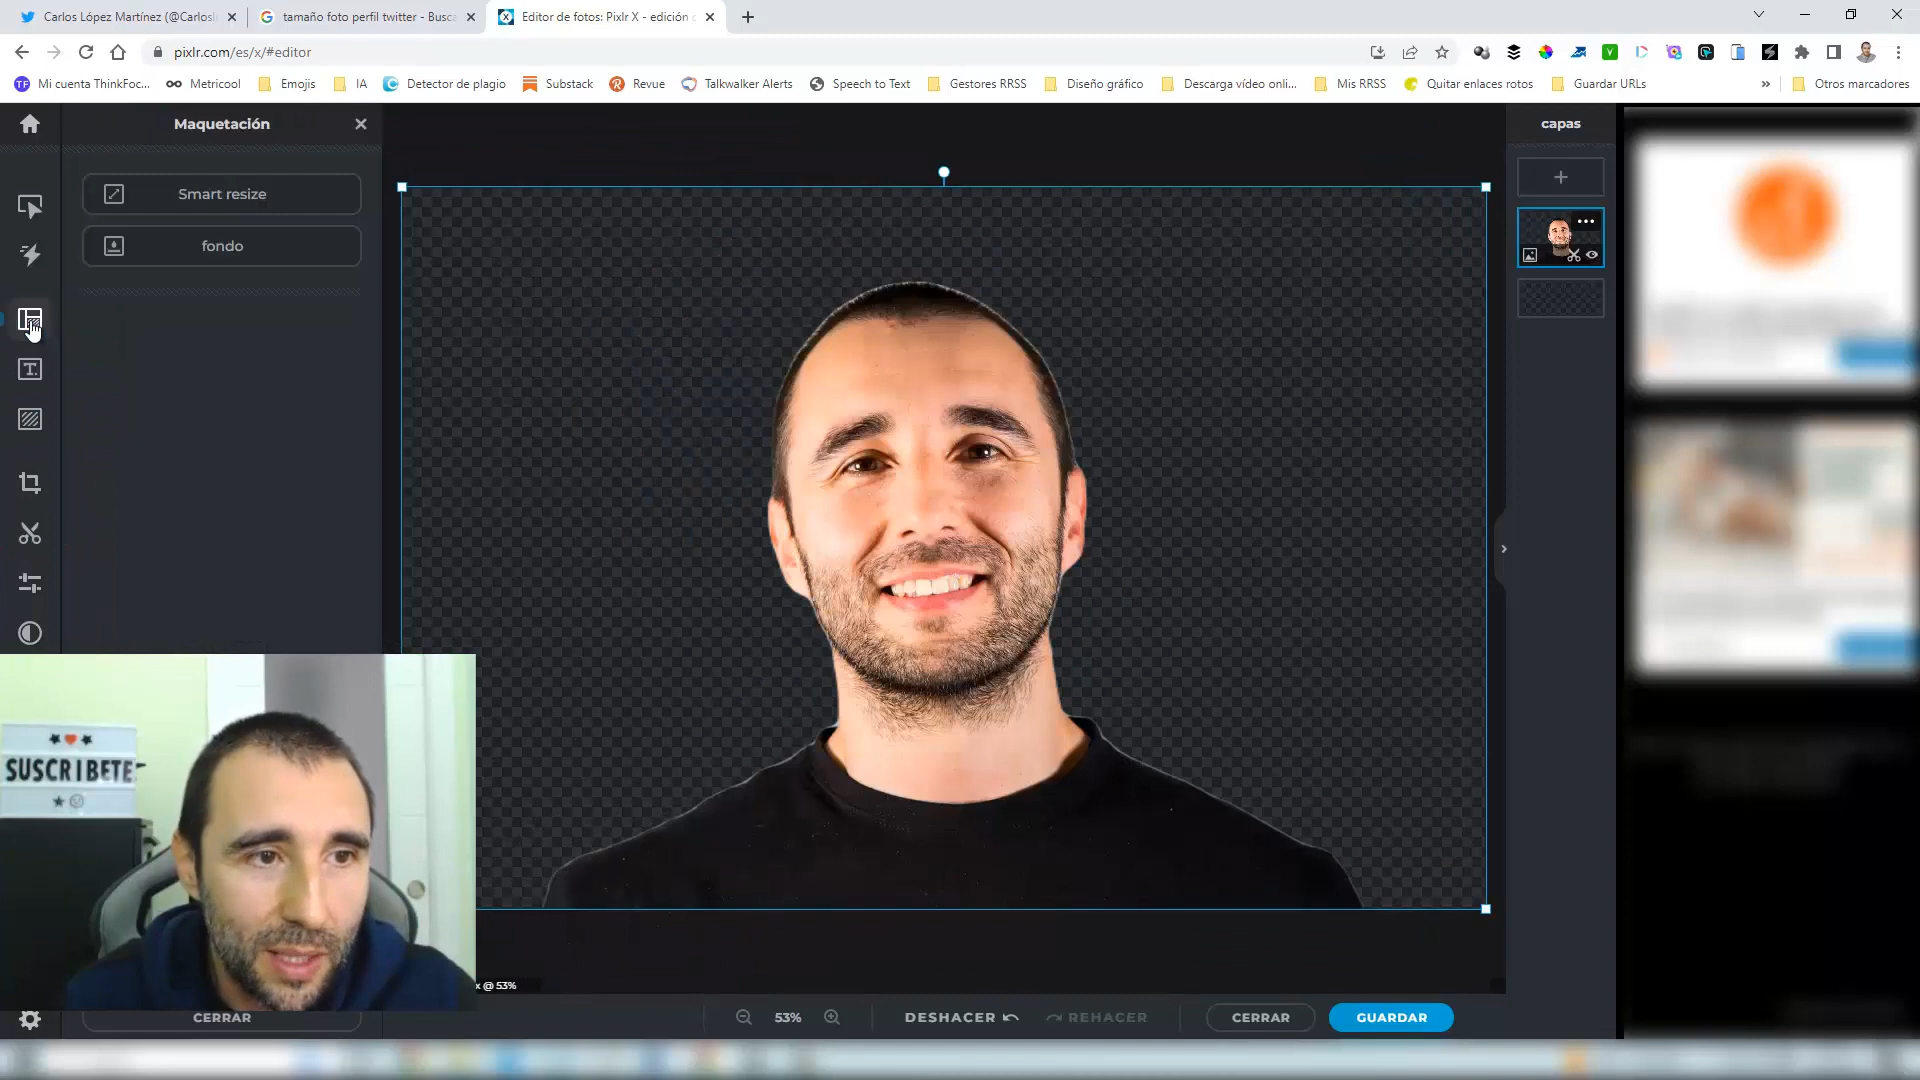 Carlos López Martínez (@Carlosl
tamaño foto perfil twitter - Busca
Editor de fotos: Pixlr X - edición
pixlr.com/es/x/#editor
Mi cuenta ThinkFoc...
Metricool
Emojis
IA
Detector de plagio
Substack
Revue
Talkwalker Alerts
Speech to Text
Gestores RRSS
Diseño gráfico
Descarga vídeo onli...
Mis RRSS
Quitar enlaces rotos
Guardar URLs
»
Otros marcadores
Maquetación
capas
Smart resize
fondo
SUSCRIBETE
x @ 53%
CERRAR
53%
DESHACER
REHACER
CERRAR
GUARDAR